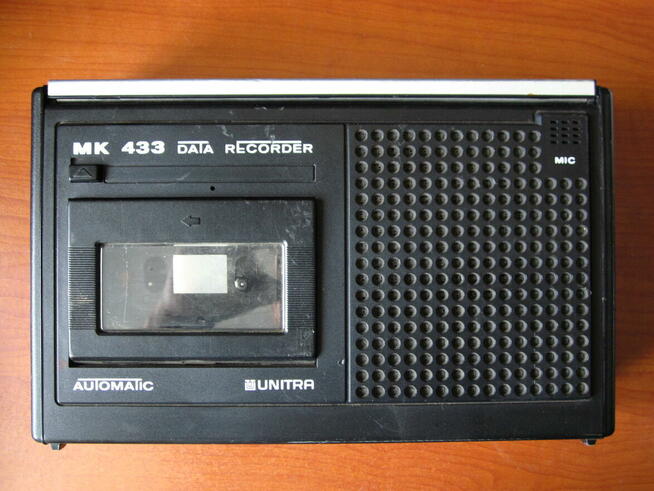 MK 433 DATA RECORDER
MIC
AUTOMATIC
UNITRA